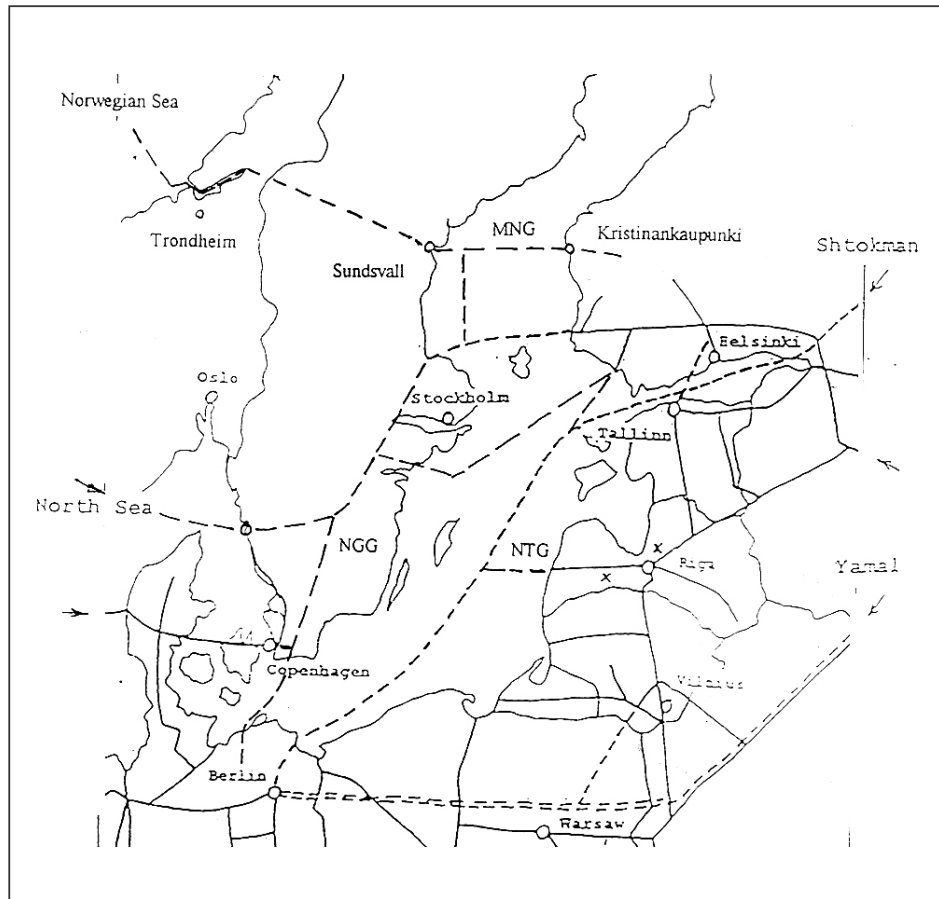 Norwegian Sea
Trondheim
MNG
Kristinankaupunki
Sundsvall
Shtokman
Helsinki
Oslo
Stockholm
Tallinn
North Sea
NGG
NTG
x
x
Riga
Yamal
Copenhagen
Vilnius
Berlin
Warsaw